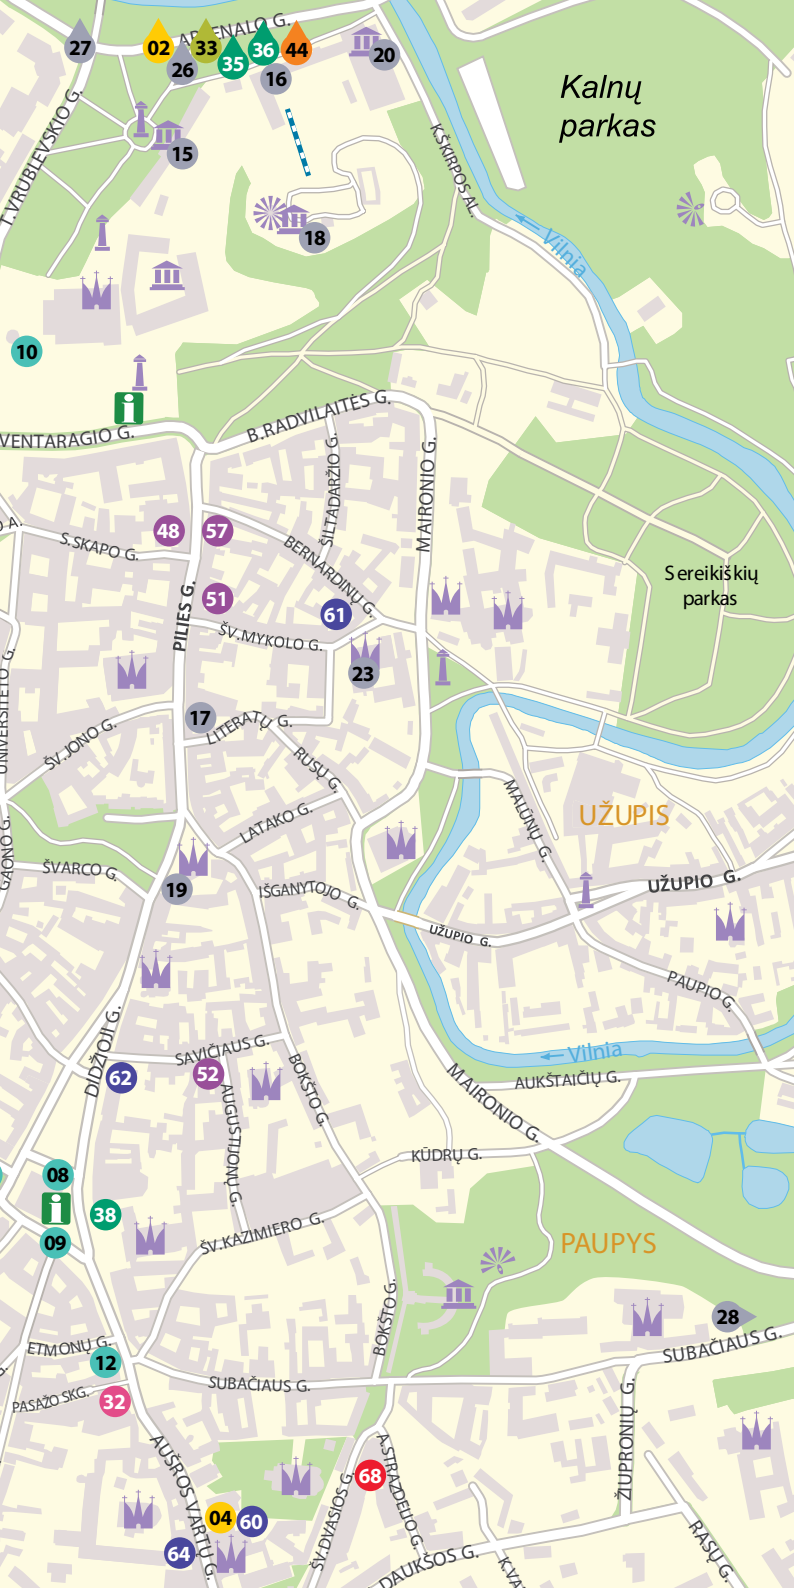 ARSENALO G.
27
02
33
36
44
26
35
16
20
Kalnų
parkas
T.VRUBLEVSKIO G.
K.ŠKIRPOS AL.
15
18
Vilnia
10
i
VENTARAGIO G.
B.RADVILAITĖS G.
ŠILTADARŽIO G.
MAIRONIO G.
S.SKAPO G.
48
57
BERNARDINŲ G.
Sereikiškių
parkas
PILIES G.
51
61
ŠV.MYKOLO G.
23
UNIVERSITETO G.
17
LITERATŲ G.
ŠV.JONO G.
RUSŲ G.
MALŪNŲ G.
UŽUPIS
LATAKO G.
GAONO G.
ŠVARCO G.
19
IŠGANYTOJO G.
UŽUPIO G.
UŽUPIO G.
PAUPIO G.
DIDŽIOJI G.
SAVIČIAUS G.
62
52
BOKŠTO G.
Vilnia
AUKŠTAIČIŲ G.
MAIRONIO G.
AUGUSTIJONŲ G.
KŪDRŲ G.
08
i
38
09
ŠV.KAZIMIERO G.
PAUPYS
BOKŠTO G.
28
SUBAČIAUS G.
ETMONŲ G.
12
SUBAČIAUS G.
PASAŽO SKG.
32
ŽIUPRONIŲ G.
AUŠROS VARTŲ G.
68
A.STRAZDELIO G.
ŠV.DVASIOS G.
04
60
64
DAUKŠOS G.
RASŲ G.